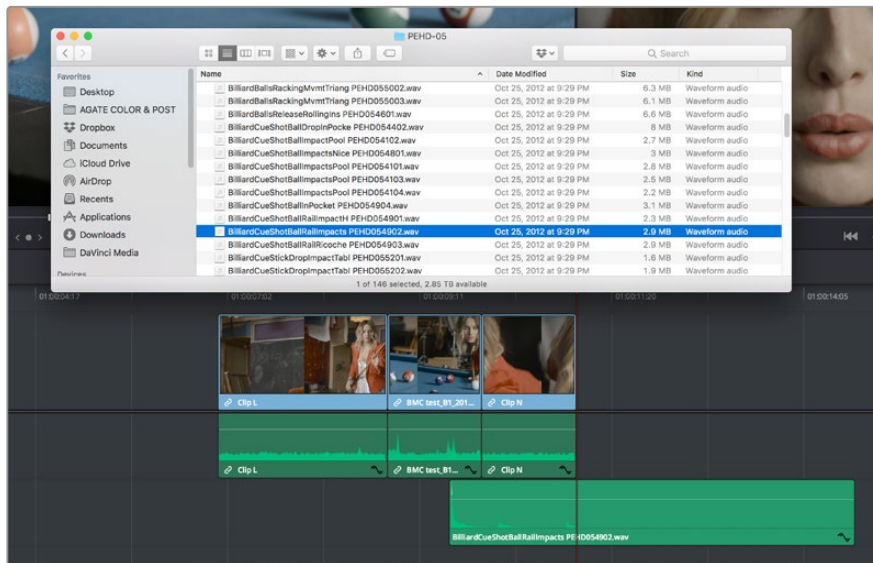 PEHD-05
Search
Favorites
Desktop
AGATE COLOR & POST
Dropbox
Documents
iCloud Drive
AirDrop
Recents
Applications
Downloads
DaVinci Media
Devices
Name Date Modified Size Kind
BilliardBallsRackingMvmtTriang PEHD055002.wav Oct 25, 2012 at 9:29 PM 6.3 MB Waveform audio
BilliardBallsRackingMvmtTriang PEHD055003.wav Oct 25, 2012 at 9:29 PM 6.1 MB Waveform audio
BilliardBallsReleaseRollingIns PEHD054601.wav Oct 25, 2012 at 9:29 PM 6.6 MB Waveform audio
BilliardCueShotBallDropInPocke PEHD054402.wav Oct 25, 2012 at 9:29 PM 8 MB Waveform audio
BilliardCueShotBallImpactPool PEHD054102.wav Oct 25, 2012 at 9:29 PM 2.7 MB Waveform audio
BilliardCueShotBallImpactsNice PEHD054801.wav Oct 25, 2012 at 9:29 PM 3 MB Waveform audio
BilliardCueShotBallImpactsPool PEHD054101.wav Oct 25, 2012 at 9:29 PM 2.8 MB Waveform audio
BilliardCueShotBallImpactsPool PEHD054103.wav Oct 25, 2012 at 9:29 PM 2.5 MB Waveform audio
BilliardCueShotBallImpactsPool PEHD054104.wav Oct 25, 2012 at 9:29 PM 2.2 MB Waveform audio
BilliardCueShotBallInPocket PEHD054904.wav Oct 25, 2012 at 9:29 PM 3.1 MB Waveform audio
BilliardCueShotBallRailImpactH PEHD054901.wav Oct 25, 2012 at 9:29 PM 2.3 MB Waveform audio
BilliardCueShotBallRailImpacts PEHD054902.wav Oct 25, 2012 at 9:29 PM 2.9 MB Waveform audio
BilliardCueShotBallRailRicoche PEHD054903.wav Oct 25, 2012 at 9:29 PM 2.9 MB Waveform audio
BilliardCueStickDropImpactTabl PEHD055201.wav Oct 25, 2012 at 9:29 PM 1.6 MB Waveform audio
BilliardCueStickDropImpactTabl PEHD055202.wav Oct 25, 2012 at 9:29 PM 1.9 MB Waveform audio
1 of 146 selected, 2.85 TB available
01:00:04:17 01:00:07:02 01:00:09:11 01:00:11:20 01:00:14:05
Clip L BMC test_B1_201... Clip N
Clip L BMC test_B1... Clip N
BilliardCueShotBallRailImpacts PEHD054902.wav